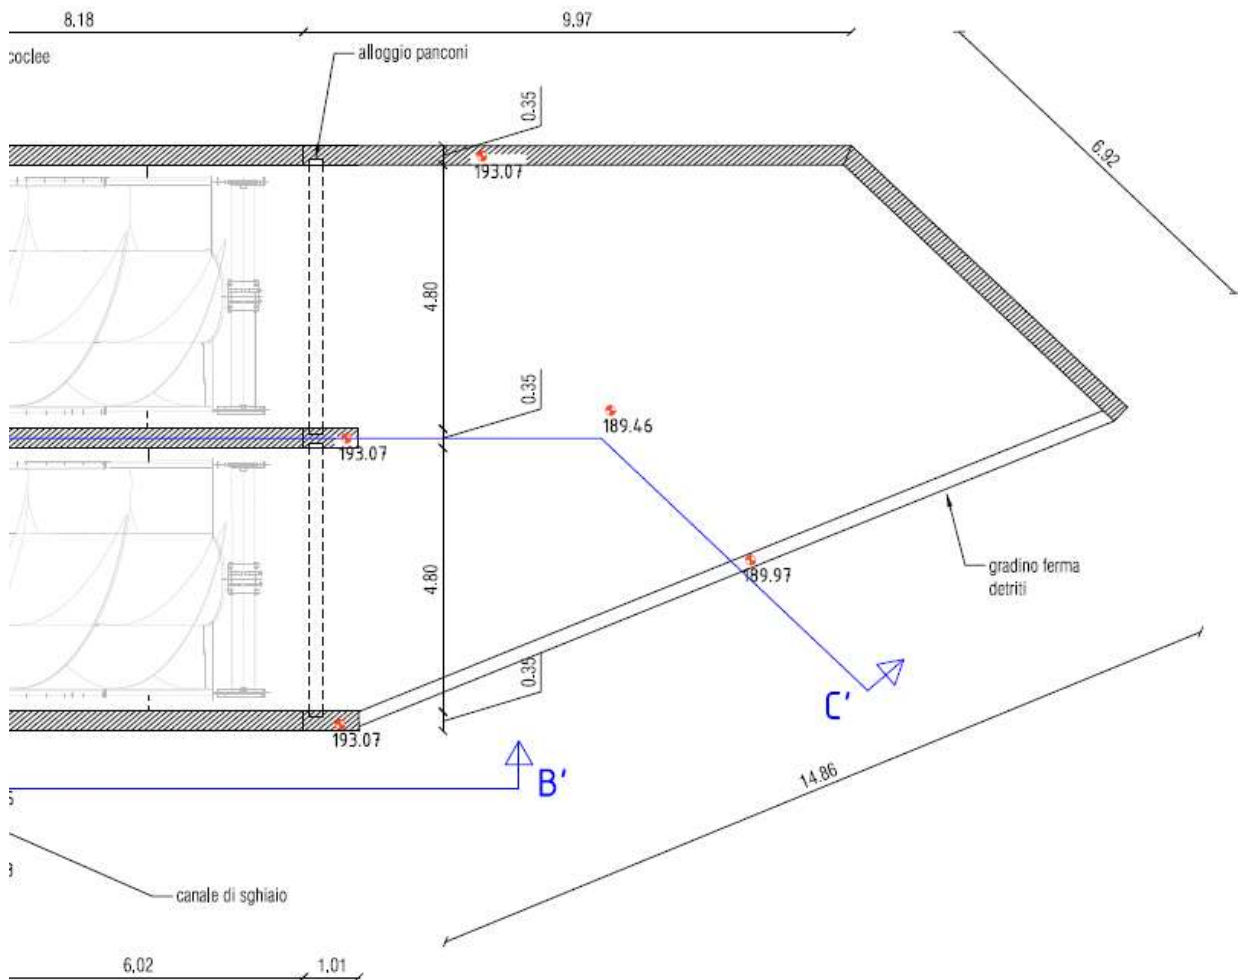 8.18
9.97
coclee
alloggio panconi
0.35
193.07
6.92
4.80
0.35
189.46
193.07
4.80
189.97
gradino ferma
detriti
0.35
C'
193.07
B'
14.86
canale di sghiaio
6.02
1.01